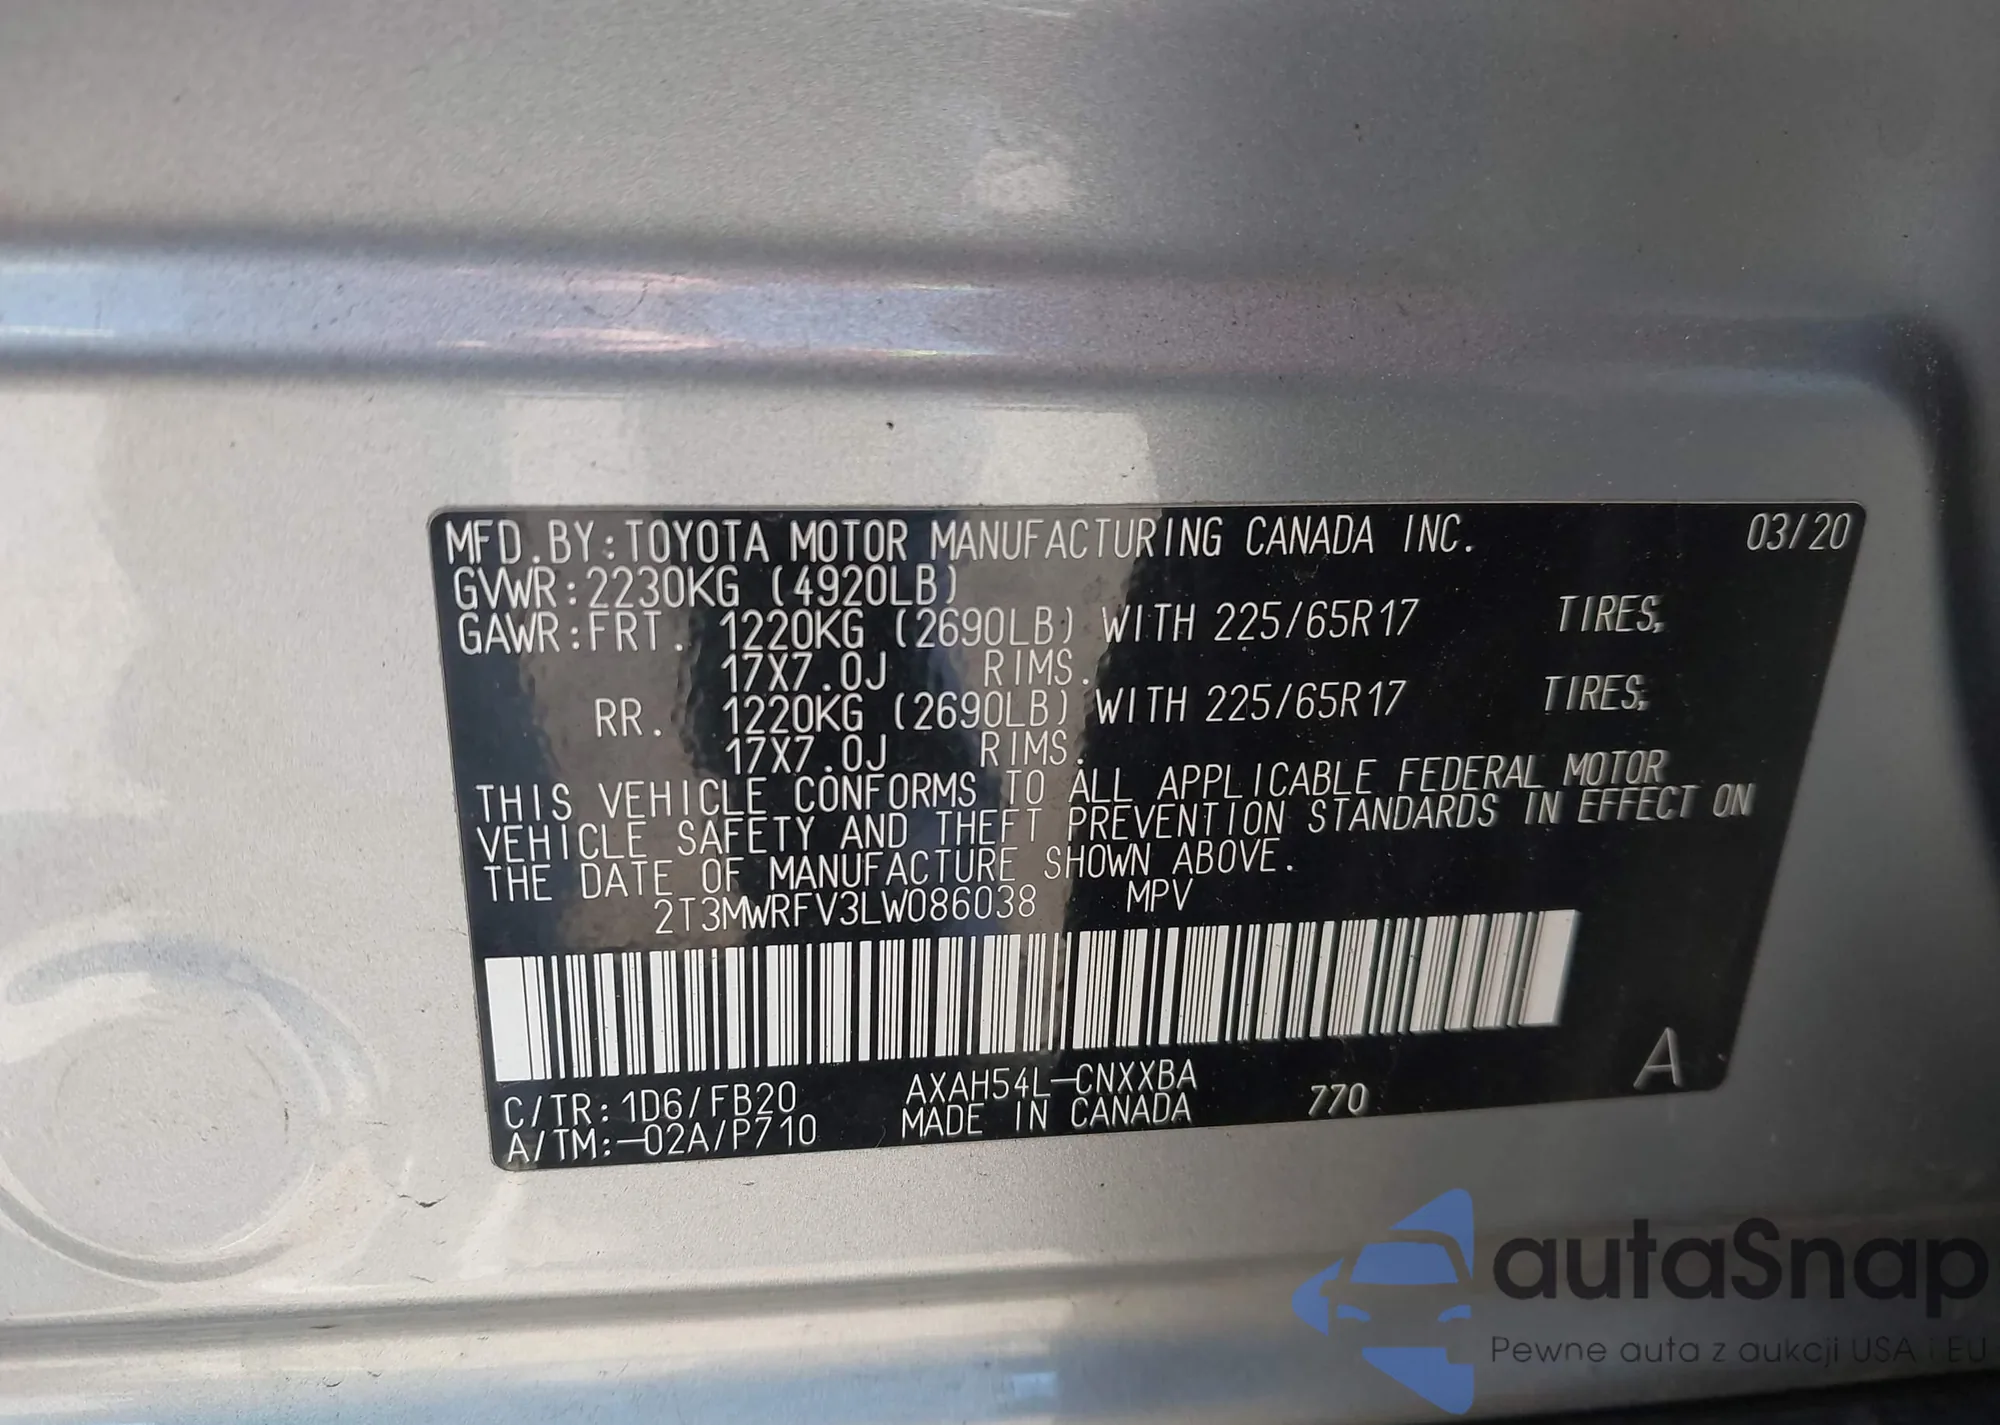 MFD.BY:TOYOTA MOTOR MANUFACTURING CANADA INC. 03/20
GVWR:2230KG (4920LB)
GAWR:FRT. 1220KG (2690LB) WITH 225/65R17 TIRES,
17X7.0J RIMS.
RR. 1220KG (2690LB) WITH 225/65R17 TIRES,
17X7.0J RIMS.
THIS VEHICLE CONFORMS TO ALL APPLICABLE FEDERAL MOTOR
VEHICLE SAFETY AND THEFT PREVENTION STANDARDS IN EFFECT ON
THE DATE OF MANUFACTURE SHOWN ABOVE.
2T3MWRFV3LW086038 MPV
C/TR:1D6/FB20 AXAH54L-CNXXBA
A/TM:-02A/P710 MADE IN CANADA 770 A
autaSnap
Pewne auta z aukcji USA i EU